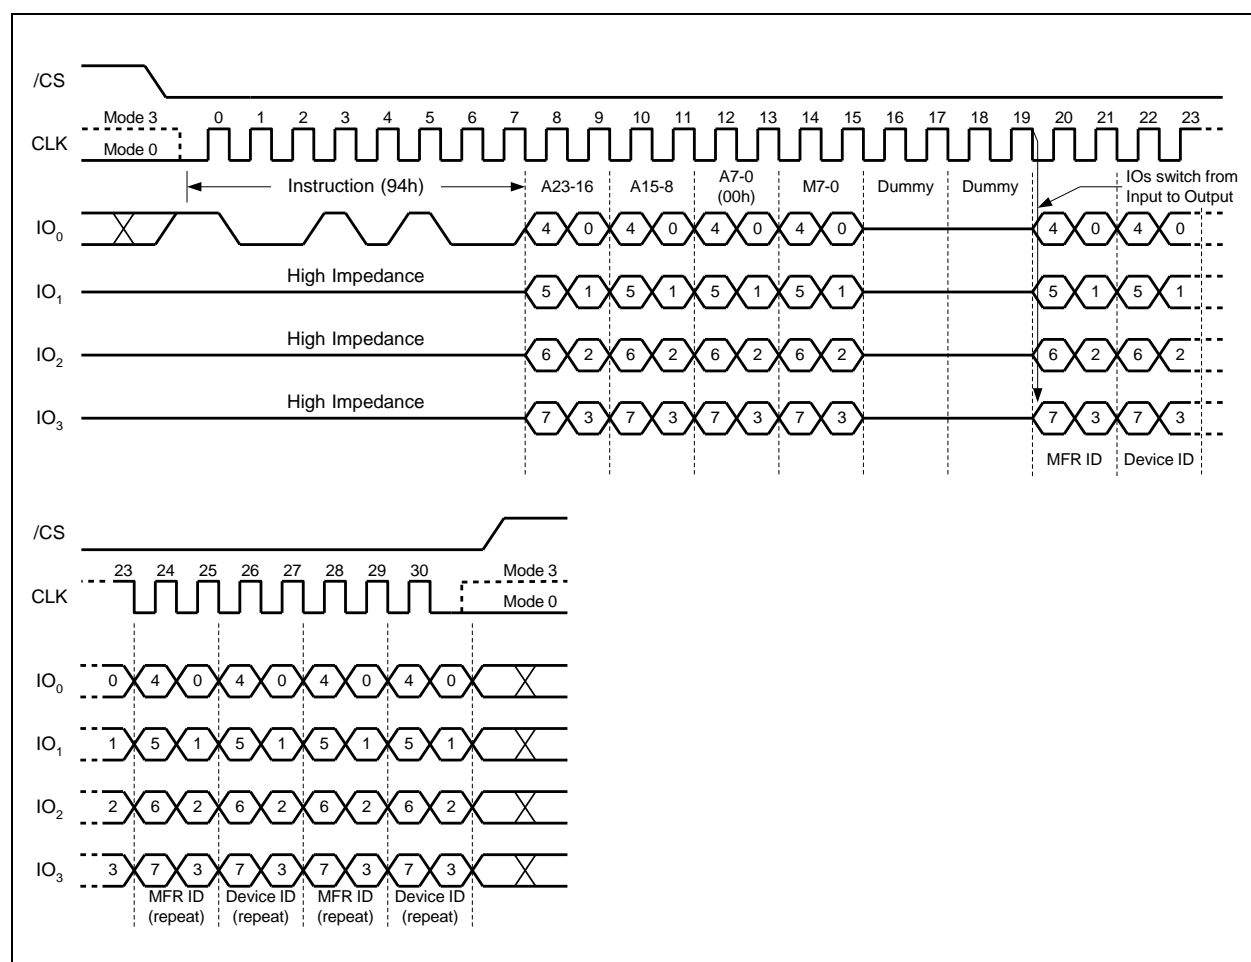 /CS
Mode 3 0 1 2 3 4 5 6 7 8 9 10 11 12 13 14 15 16 17 18 19 20 21 22 23
CLK
Mode 0
Instruction (94h) A23-16 A15-8 A7-0 (00h) M7-0 Dummy Dummy
IOs switch from
Input to Output
IO0 4 0 4 0 4 0 4 0 4 0 4 0
High Impedance
IO1 5 1 5 1 5 1 5 1 5 1 5 1
High Impedance
IO2 6 2 6 2 6 2 6 2 6 2 6 2
High Impedance
IO3 7 3 7 3 7 3 7 3 7 3 7 3
MFR ID Device ID
/CS
23 24 25 26 27 28 29 30 Mode 3
CLK
Mode 0
IO0 0 4 0 4 0 4 0 4 0
IO1 1 5 1 5 1 5 1 5 1
IO2 2 6 2 6 2 6 2 6 2
IO3 3 7 3 7 3 7 3 7 3
MFR ID Device ID MFR ID Device ID
(repeat) (repeat) (repeat) (repeat)